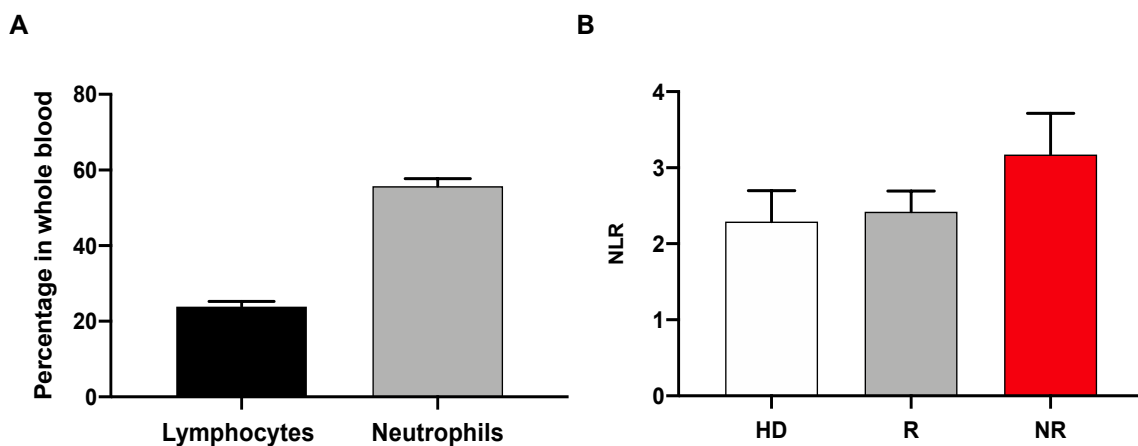 A
Percentage in whole blood
80
60
40
20
0
Lymphocytes Neutrophils
B
NLR
4
3
2
1
0
HD R NR